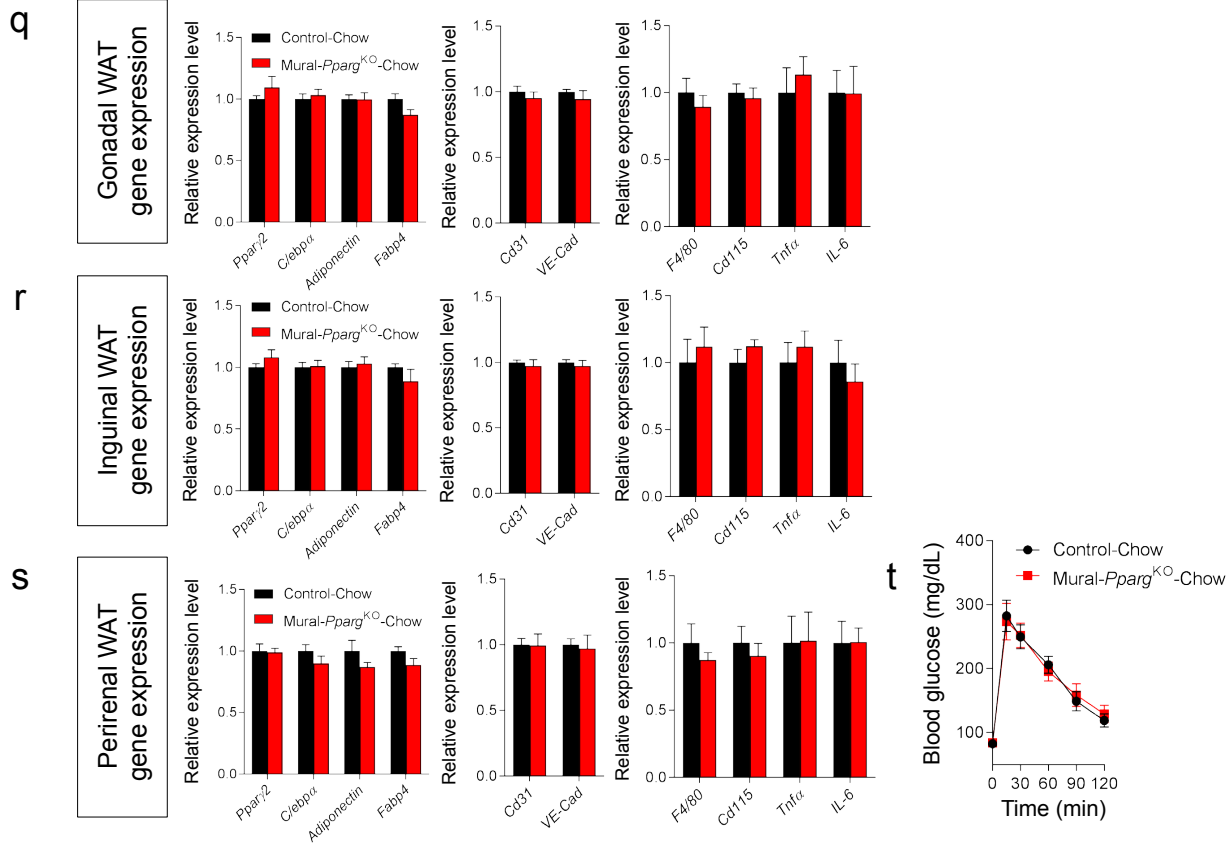 q
Gonadal WAT
gene expression
Relative expression level
1.5
1.0
0.5
0.0
Control-Chow
Mural-Pparg^KO-Chow
Pparγ2
C/ebpα
Adiponectin
Fabp4
Relative expression level
1.5
1.0
0.5
0.0
Cd31
VE-Cad
Relative expression level
1.5
1.0
0.5
0.0
F4/80
Cd115
Tnfα
IL-6
r
Inguinal WAT
gene expression
Relative expression level
1.5
1.0
0.5
0.0
Control-Chow
Mural-Pparg^KO-Chow
Pparγ2
C/ebpα
Adiponectin
Fabp4
Relative expression level
1.5
1.0
0.5
0.0
Cd31
VE-Cad
Relative expression level
1.5
1.0
0.5
0.0
F4/80
Cd115
Tnfα
IL-6
s
Perirenal WAT
gene expression
Relative expression level
1.5
1.0
0.5
0.0
Control-Chow
Mural-Pparg^KO-Chow
Pparγ2
C/ebpα
Adiponectin
Fabp4
Relative expression level
1.5
1.0
0.5
0.0
Cd31
VE-Cad
Relative expression level
1.5
1.0
0.5
0.0
F4/80
Cd115
Tnfα
IL-6
t
Blood glucose (mg/dL)
400
300
200
100
Control-Chow
Mural-Pparg^KO-Chow
0 30 60 90 120
Time (min)